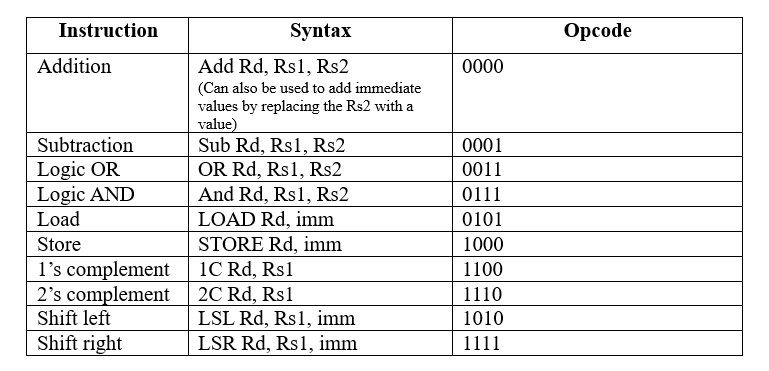 Instruction Syntax Opcode
Addition Add Rd, Rs1, Rs2 0000
(Can also be used to add immediate
values by replacing the Rs2 with a
value)
Subtraction Sub Rd, Rs1, Rs2 0001
Logic OR OR Rd, Rs1, Rs2 0011
Logic AND And Rd, Rs1, Rs2 0111
Load LOAD Rd, imm 0101
Store STORE Rd, imm 1000
1’s complement 1C Rd, Rs1 1100
2’s complement 2C Rd, Rs1 1110
Shift left LSL Rd, Rs1, imm 1010
Shift right LSR Rd, Rs1, imm 1111